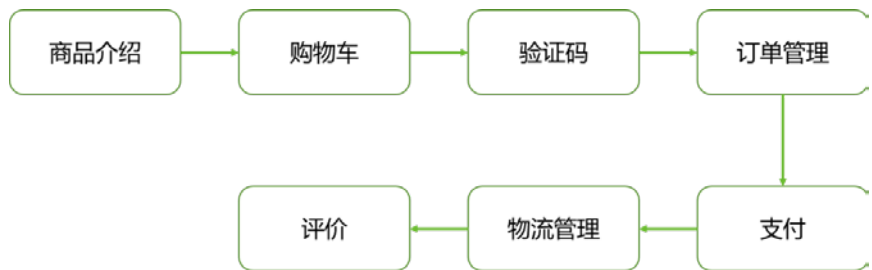 商品介绍
购物车
验证码
订单管理
支付
物流管理
评价